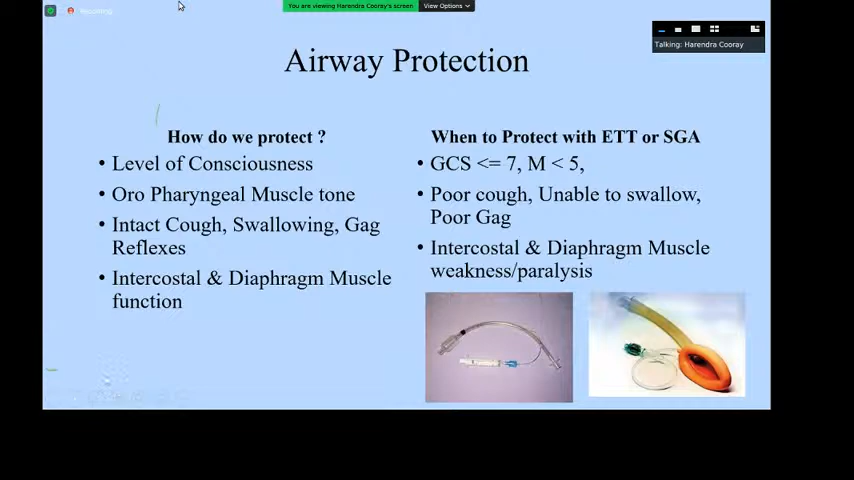 Recording
You are viewing Harendra Cooray's screen
View Options
Talking: Harendra Cooray
Airway Protection
How do we protect ?
• Level of Consciousness
• Oro Pharyngeal Muscle tone
• Intact Cough, Swallowing, Gag
Reflexes
• Intercostal & Diaphragm Muscle
function
When to Protect with ETT or SGA
• GCS <= 7, M < 5,
• Poor cough, Unable to swallow,
Poor Gag
• Intercostal & Diaphragm Muscle
weakness/paralysis